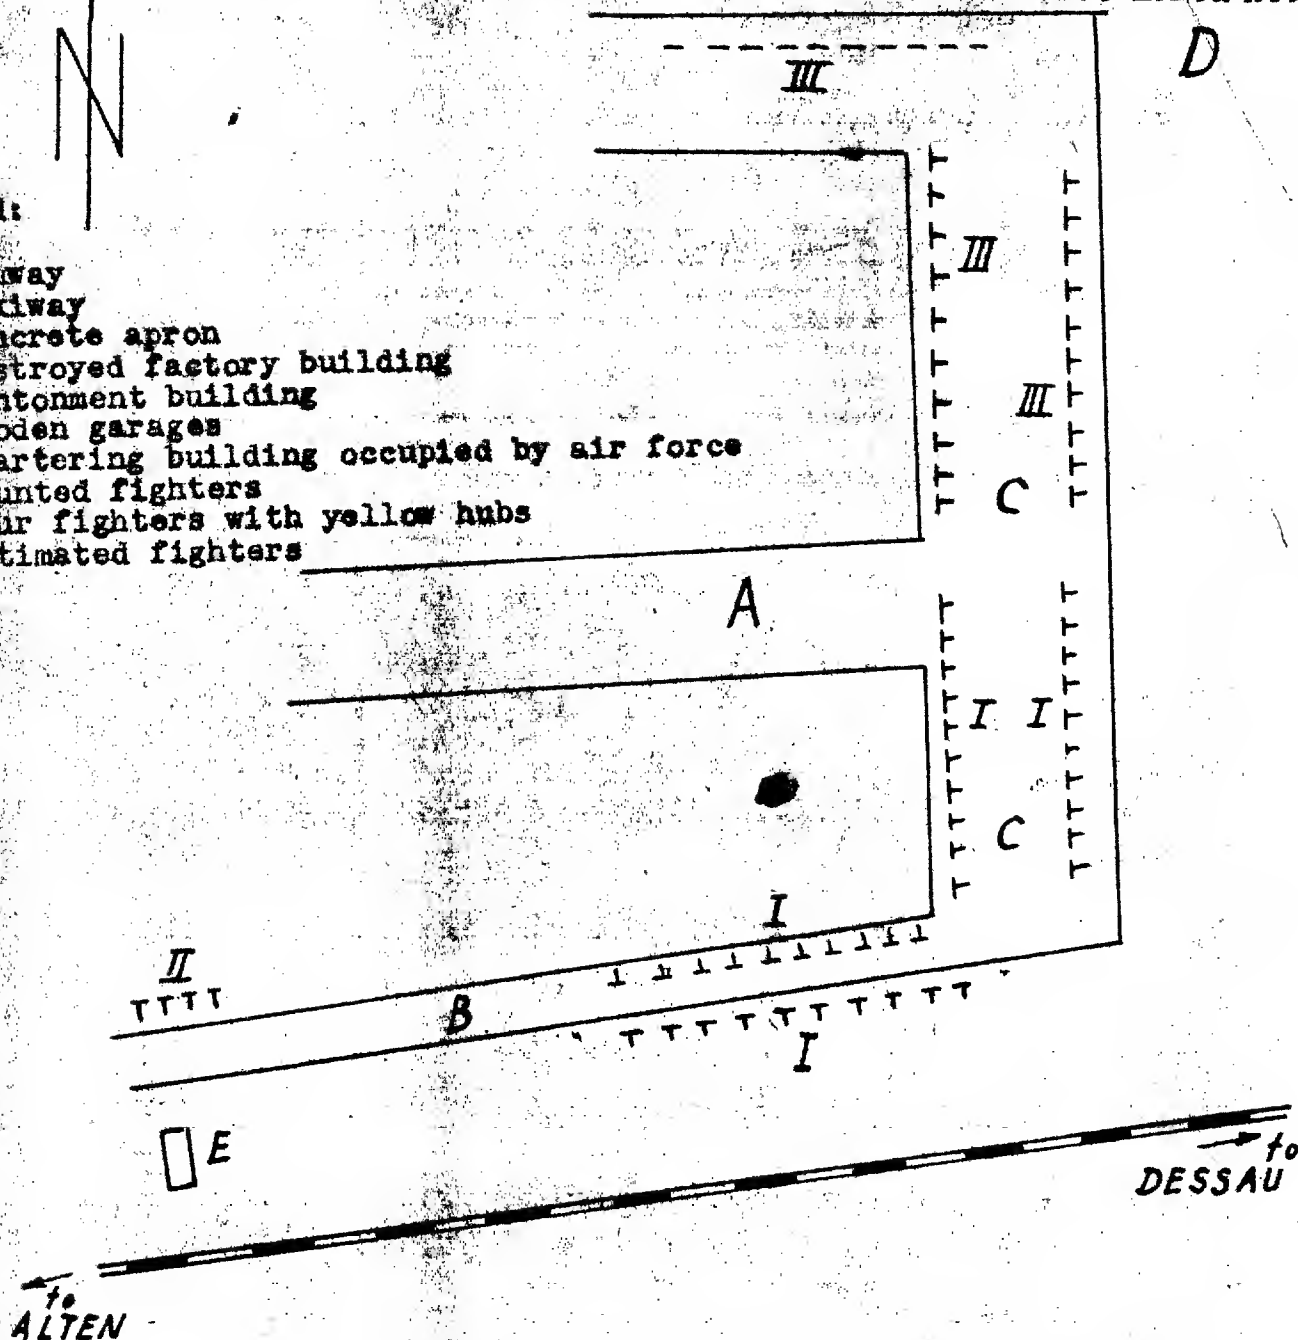 N
D
III
way
iway
ncrete apron
stroyed factory building
ntonment building
oden garages
artering building occupied by air force
unted fighters
ur fighters with yellow hubs
timated fighters
III
III
C
A
I I
C
I
II
B
I
E
to
DESSAU
to
ALTEN